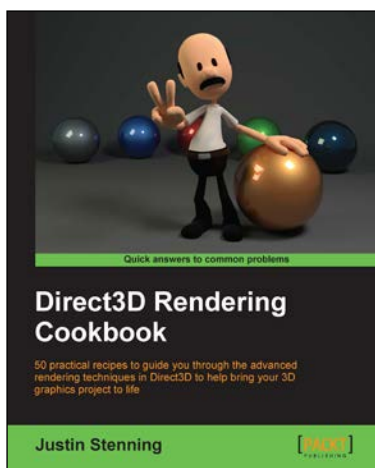 Quick answers to common problems
Direct3D Rendering
Cookbook
50 practical recipes to guide you through the advanced
rendering techniques in Direct3D to help bring your 3D
graphics project to life
Justin Stenning
[PACKT]
PUBLISHING